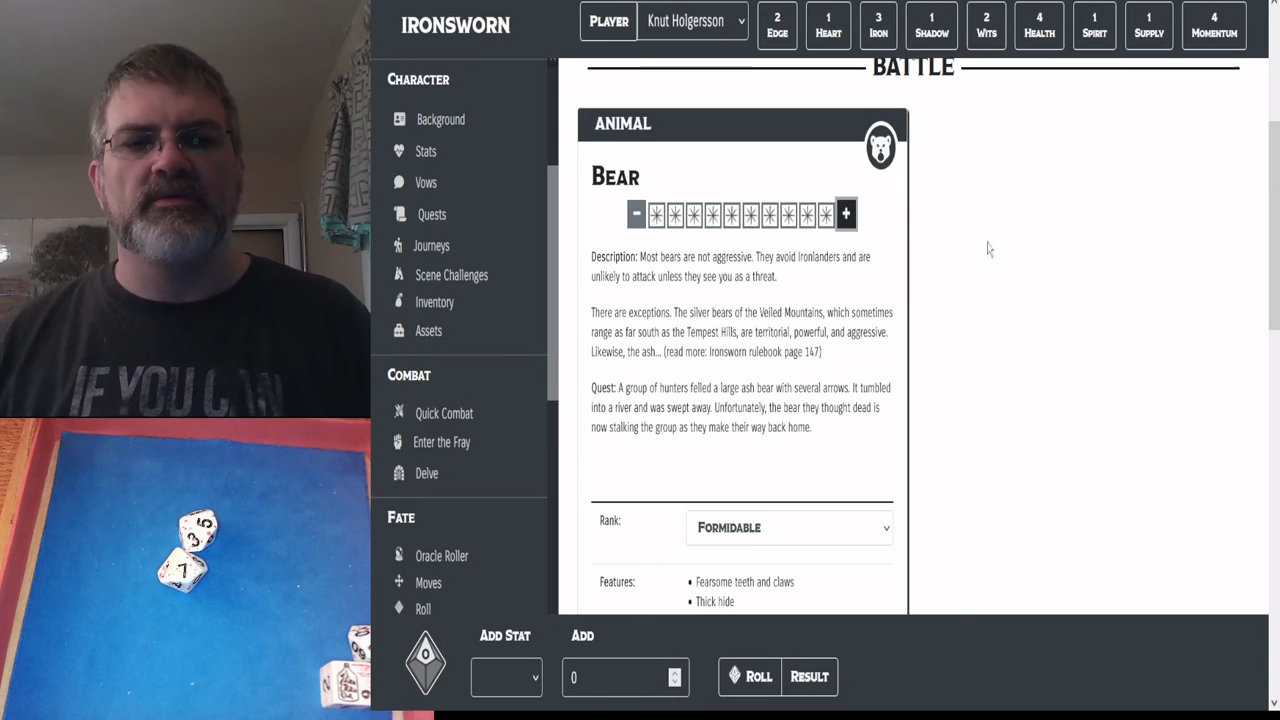 IRONSWORN
PLAYER
Knut Holgersson
2
EDGE
1
HEART
3
IRON
1
SHADOW
2
WITS
4
HEALTH
1
SPIRIT
1
SUPPLY
4
MOMENTUM
CHARACTER
Background
Stats
Vows
Quests
Journeys
Scene Challenges
Inventory
Assets
COMBAT
Quick Combat
Enter the Fray
Delve
FATE
Oracle Roller
Moves
Roll
BATTLE
ANIMAL
BEAR
Description: Most bears are not aggressive. They avoid Ironlanders and are
unlikely to attack unless they see you as a threat.
There are exceptions. The silver bears of the Veiled Mountains, which sometimes
range as far south as the Tempest Hills, are territorial, powerful, and aggressive.
Likewise, the ash... (read more: Ironsworn rulebook page 147)
Quest: A group of hunters felled a large ash bear with several arrows. It tumbled
into a river and was swept away. Unfortunately, the bear they thought dead is
now stalking the group as they make their way back home.
Rank:
FORMIDABLE
Features:
• Fearsome teeth and claws
• Thick hide
0
ADD STAT
ADD
0
ROLL
RESULT
IF YOU CAN
5
3
7